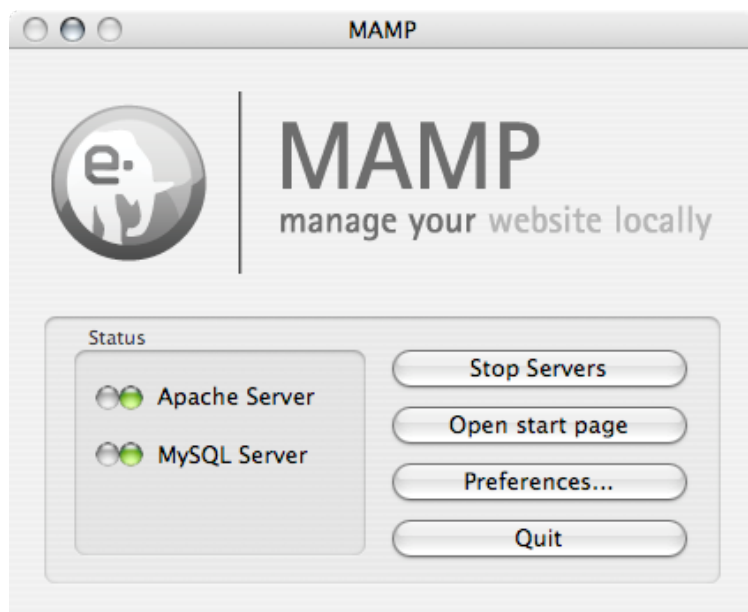 MAMP
e.
MAMP
manage your website locally
Status
Apache Server
MySQL Server
Stop Servers
Open start page
Preferences...
Quit